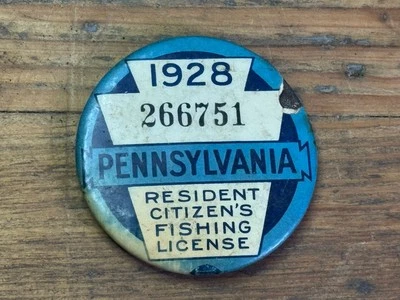 1928
266751
PENNSYLVANIA
RESIDENT
CITIZEN'S
FISHING
LICENSE